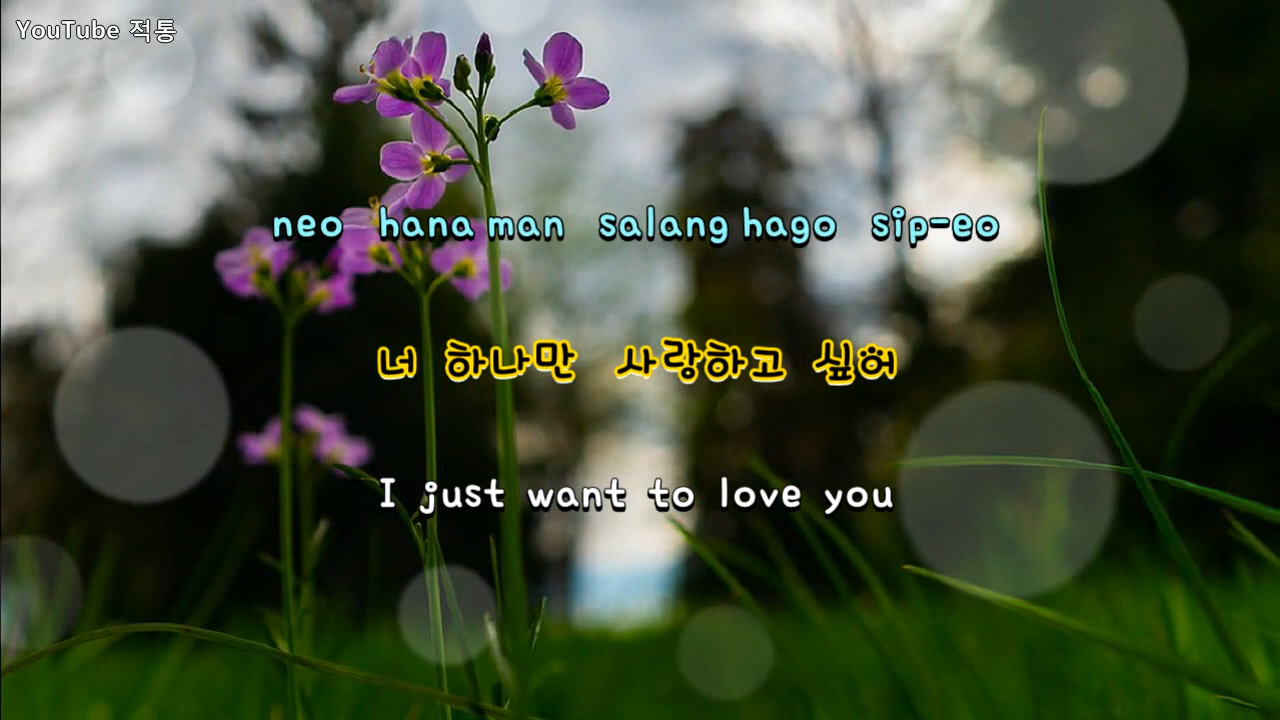 YouTube 적통
neo hana man salang hago sip-eo
너 하나만 사랑하고 싶어
I just want to love you